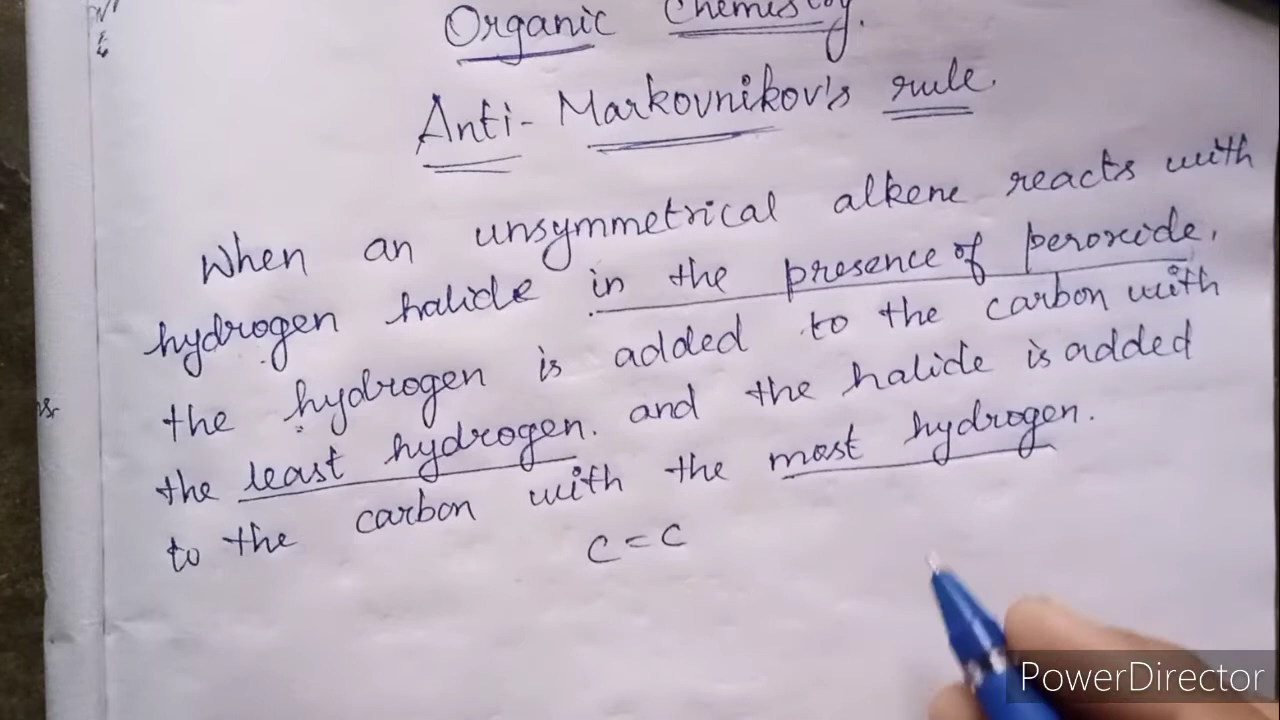 Organic Chemistry.
Anti-Markovnikov's rule.
When an unsymmetrical alkene reacts with
hydrogen halide in the presence of peroxide,
the hydrogen is added to the carbon with
the least hydrogen. and the halide is added
to the carbon with the most hydrogen.
C=C
PowerDirector